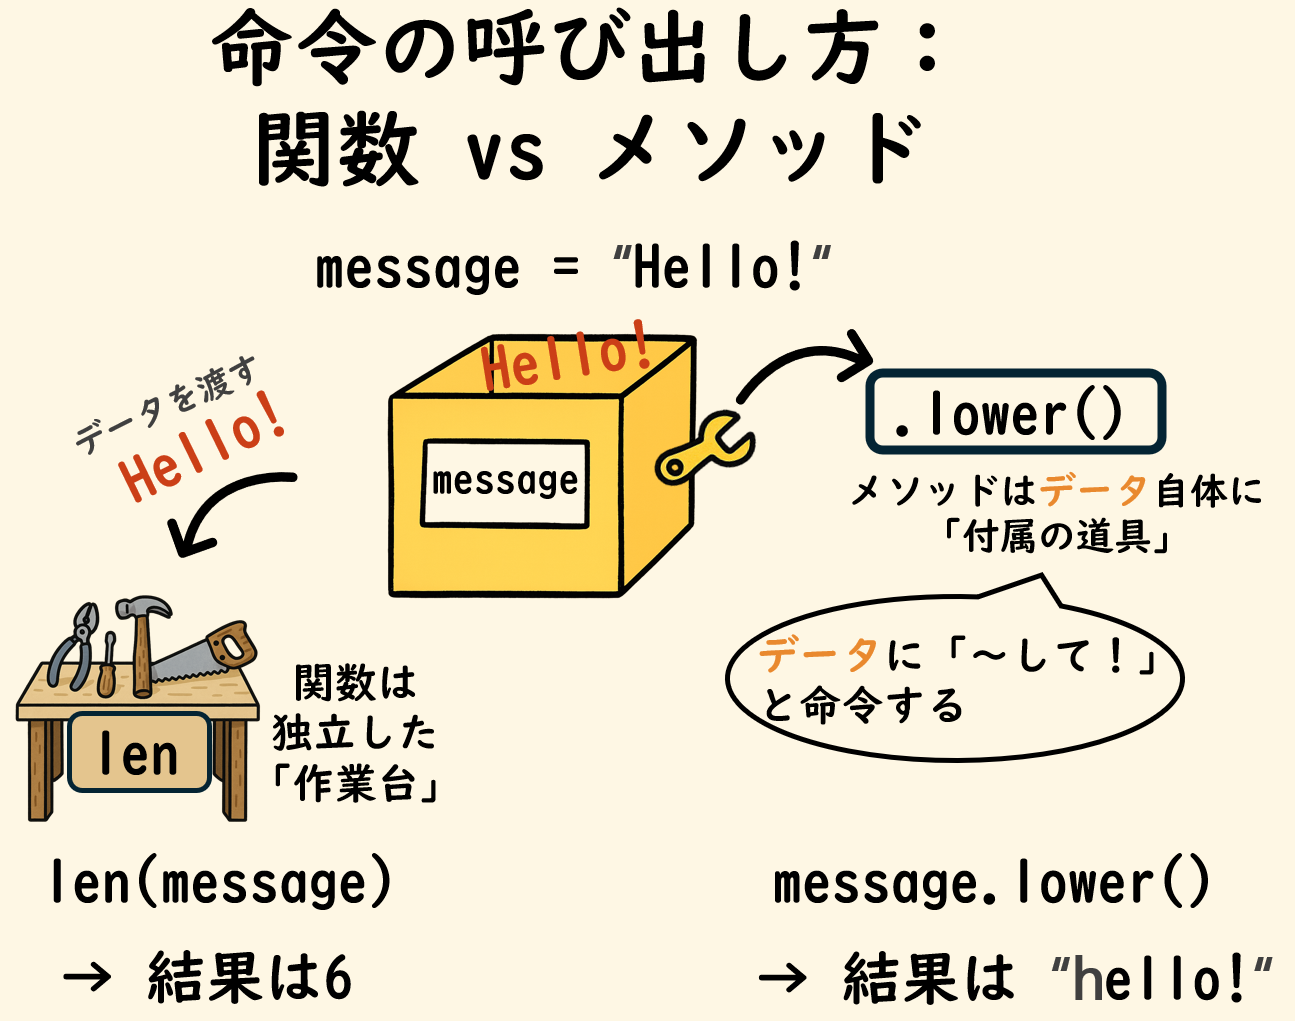 命令の呼び出し方：
関数 vs メソッド
message = “Hello!“
Hello!
message
データを渡す
Hello!
.lower()
メソッドはデータ自体に
「付属の道具」
データに「～して！」
と命令する
len
関数は
独立した
「作業台」
len(message)
→ 結果は6
message.lower()
→ 結果は “hello!“